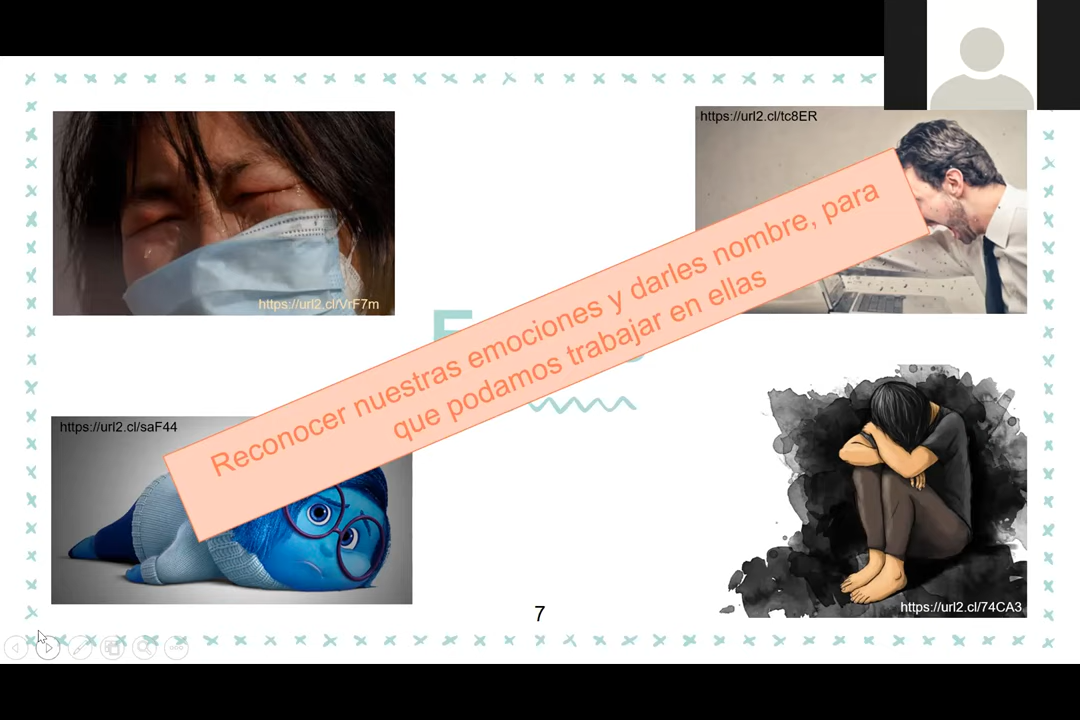 https://url2.cl/tc8ER
https://url2.cl/VrF7m
Reconocer nuestras emociones y darles nombre, para
que podamos trabajar en ellas
https://url2.cl/saF44
https://url2.cl/74CA3
7